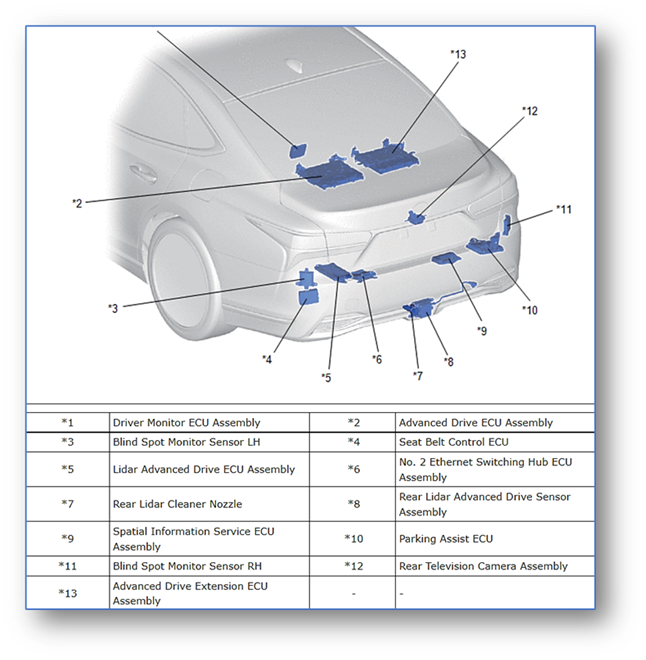 *13
*12
*2
*11
*3
*10
*9
*4
*6
*8
*5
*7
*1 Driver Monitor ECU Assembly *2 Advanced Drive ECU Assembly
*3 Blind Spot Monitor Sensor LH *4 Seat Belt Control ECU
*5 Lidar Advanced Drive ECU Assembly *6 No. 2 Ethernet Switching Hub ECU
Assembly
*7 Rear Lidar Cleaner Nozzle *8 Rear Lidar Advanced Drive Sensor
Assembly
*9 Spatial Information Service ECU
Assembly *10 Parking Assist ECU
*11 Blind Spot Monitor Sensor RH *12 Rear Television Camera Assembly
*13 Advanced Drive Extension ECU
Assembly - -